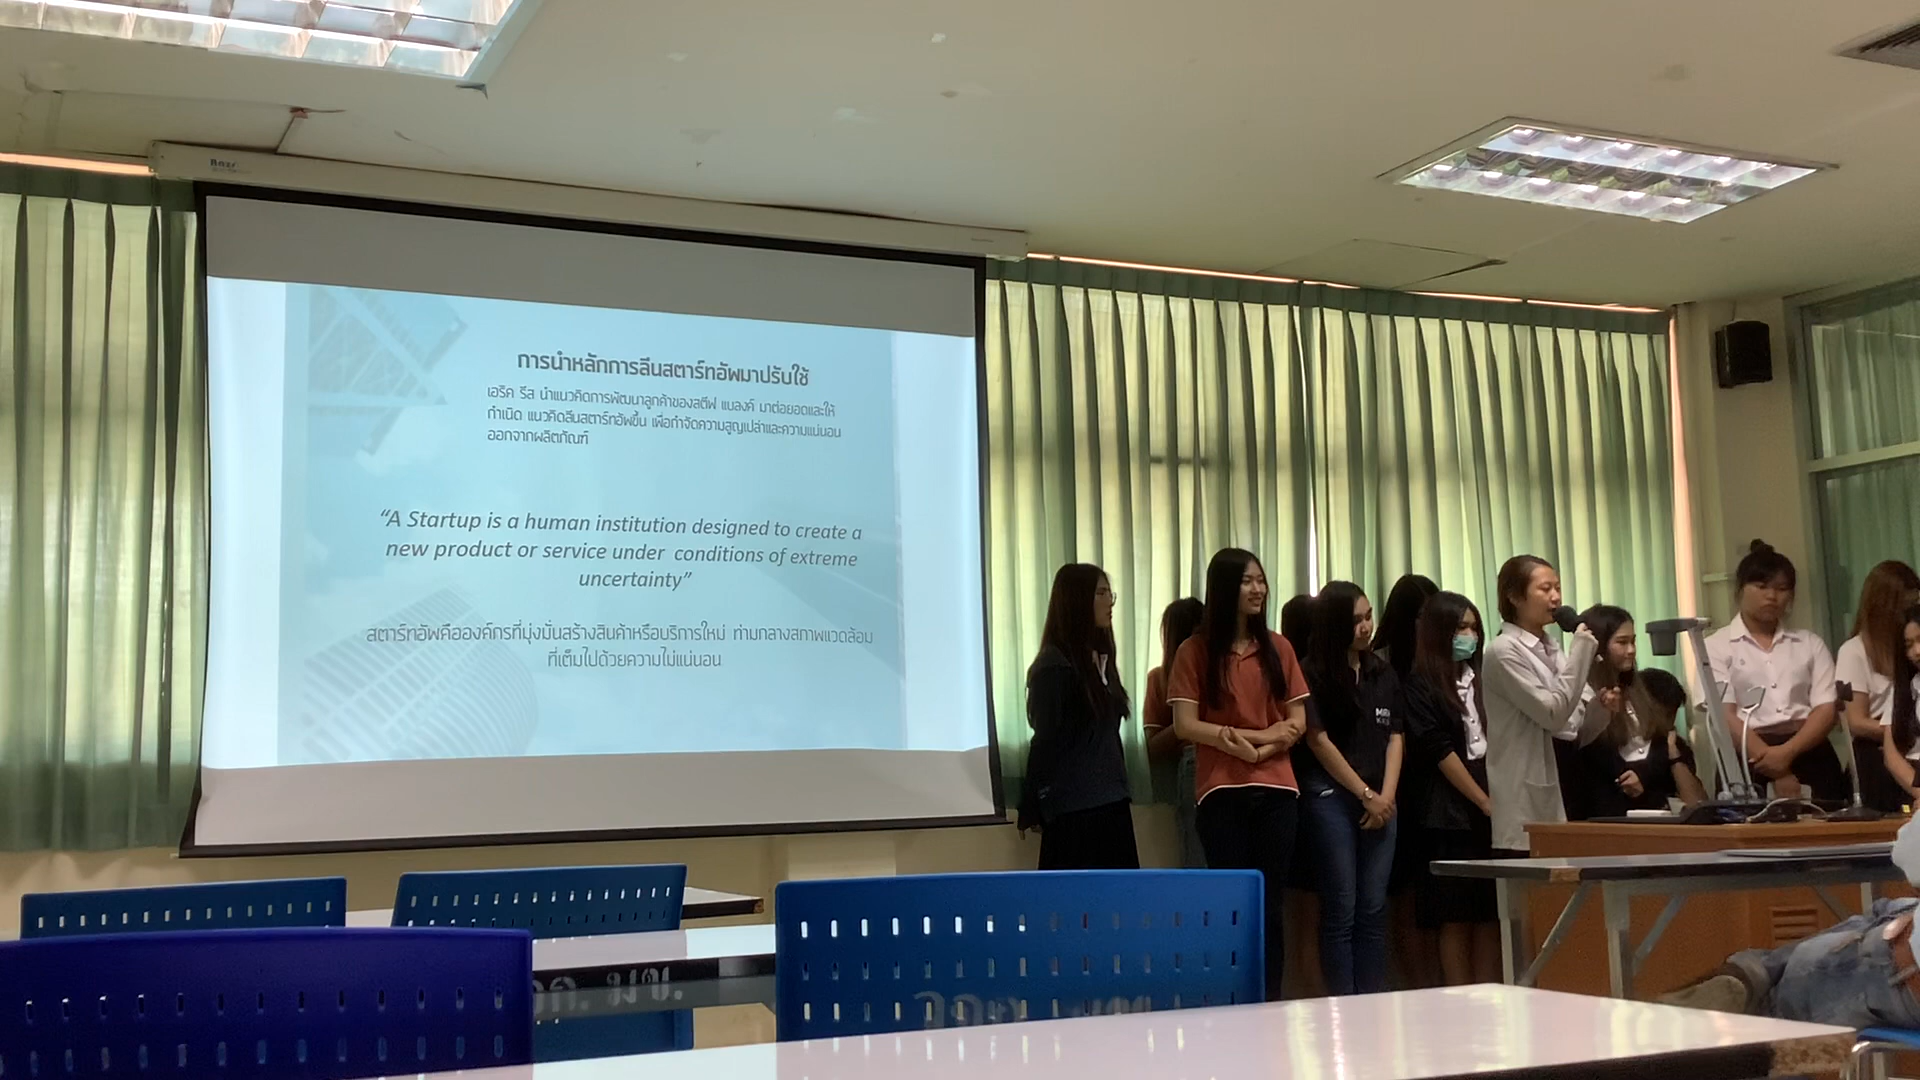 การนำหลักการลีนสตาร์ทอัพมาปรับใช้
เอริค รีส นำแนวคิดการพัฒนาลูกค้าของสตีฟ แบลงค์ มาต่อยอดและให้
กำเนิด แนวคิดลีนสตาร์ทอัพขึ้น เพื่อกำจัดความสูญเปล่าและความแน่นอน
ออกจากผลิตภัณฑ์
“A Startup is a human institution designed to create a
new product or service under conditions of extreme
uncertainty”
สตาร์ทอัพคือองค์กรที่มุ่งมั่นสร้างสินค้าหรือบริการใหม่ ท่ามกลางสภาพแวดล้อม
ที่เต็มไปด้วยความไม่แน่นอน